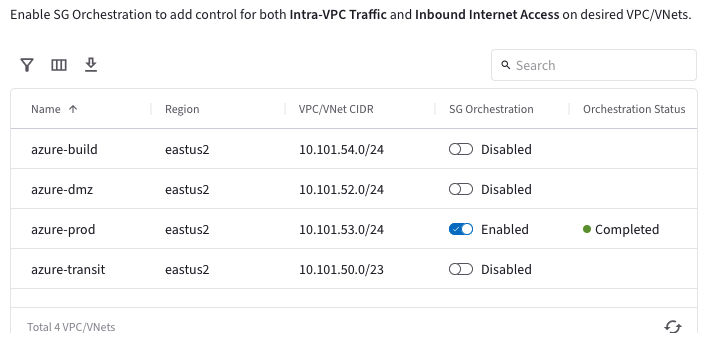 Enable SG Orchestration to add control for both Intra-VPC Traffic and Inbound Internet Access on desired VPC/VNets.
Search
Name Region VPC/VNet CIDR SG Orchestration Orchestration Status
azure-build eastus2 10.101.54.0/24 Disabled
azure-dmz eastus2 10.101.52.0/24 Disabled
azure-prod eastus2 10.101.53.0/24 Enabled Completed
azure-transit eastus2 10.101.50.0/23 Disabled
Total 4 VPC/VNets